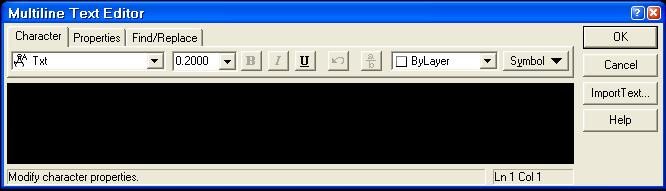 Multiline Text Editor
Character Properties Find/Replace
Txt 0.2000 B I U a/b ByLayer Symbol
OK
Cancel
ImportText...
Help
Modify character properties. Ln 1 Col 1